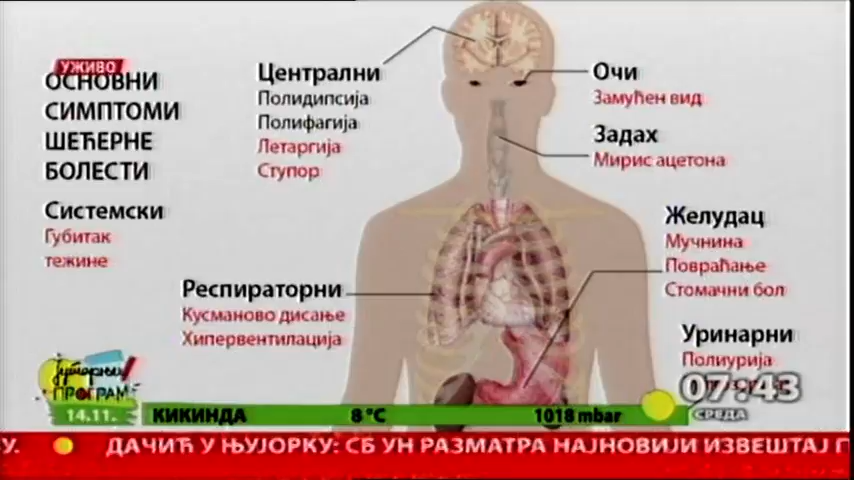 УЖИВО
ОСНОВНИ
СИМПТОМИ
ШЕЋЕРНЕ
БОЛЕСТИ
Системски
Губитак
тежине
Централни
Полидипсија
Полифагија
Летаргија
Ступор
Очи
Замућен вид
Задах
Мирис ацетона
Респираторни
Кусманово дисање
Хипервентилација
Желудац
Мучнина
Повраћање
Стомачни бол
Уринарни
Полиурија
07:43
СРЕДА
Јутарњи
ПРОГРАМ
14.11. КИКИНДА 8 °C 1018 mbar
ДАЧИЋ У ЊУЈОРКУ: СБ УН РАЗМАТРА НАЈНОВИЈИ ИЗВЕШТАЈ